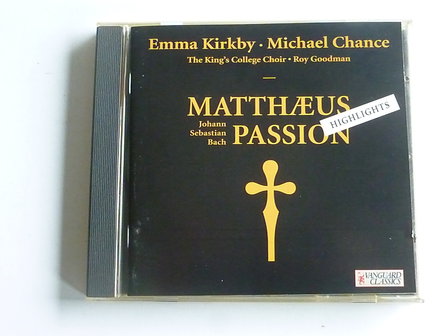 Emma Kirkby · Michael Chance
The King's College Choir · Roy Goodman
MATTHÆUS
HIGHLIGHTS
Johann
Sebastian
Bach
PASSION
VANGUARD
CLASSICS